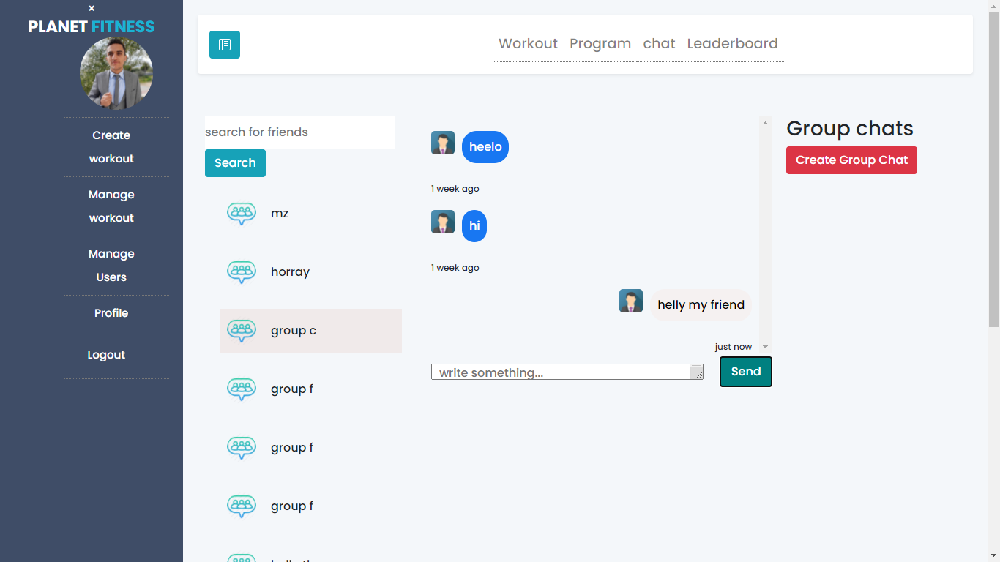 ×
PLANET FITNESS
Create
workout
Manage
workout
Manage
Users
Profile
Logout
Workout Program chat Leaderboard
search for friends
Search
mz
horray
group c
group f
group f
group f
heelo
1 week ago
hi
1 week ago
helly my friend
just now
write something...
Send
Group chats
Create Group Chat